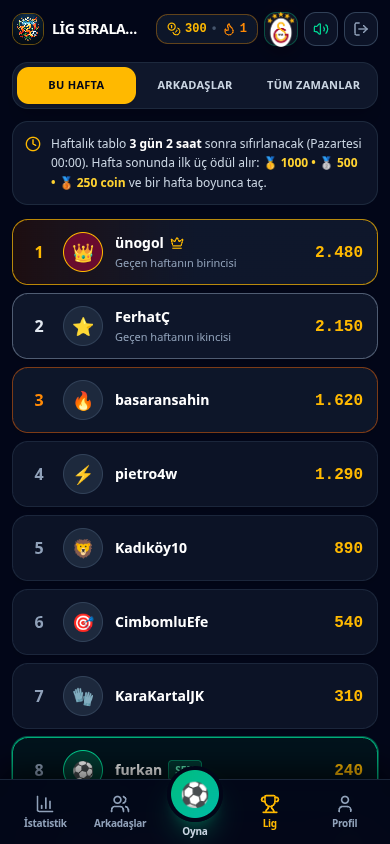 LİG SIRALA...
300 • 1
BU HAFTA
ARKADAŞLAR
TÜM ZAMANLAR
Haftalık tablo 3 gün 2 saat sonra sıfırlanacak (Pazartesi
00:00). Hafta sonunda ilk üç ödül alır: 🥇 1000 • 🥈 500
• 🥉 250 coin ve bir hafta boyunca taç.
1 ünogol 2.480
Geçen haftanın birincisi
2 FerhatÇ 2.150
Geçen haftanın ikincisi
3 basaransahin 1.620
4 pietro4w 1.290
5 Kadıköy10 890
6 CimbomluEfe 540
7 KaraKartalJK 310
8 furkan 240
İstatistik
Arkadaşlar
Oyna
Lig
Profil